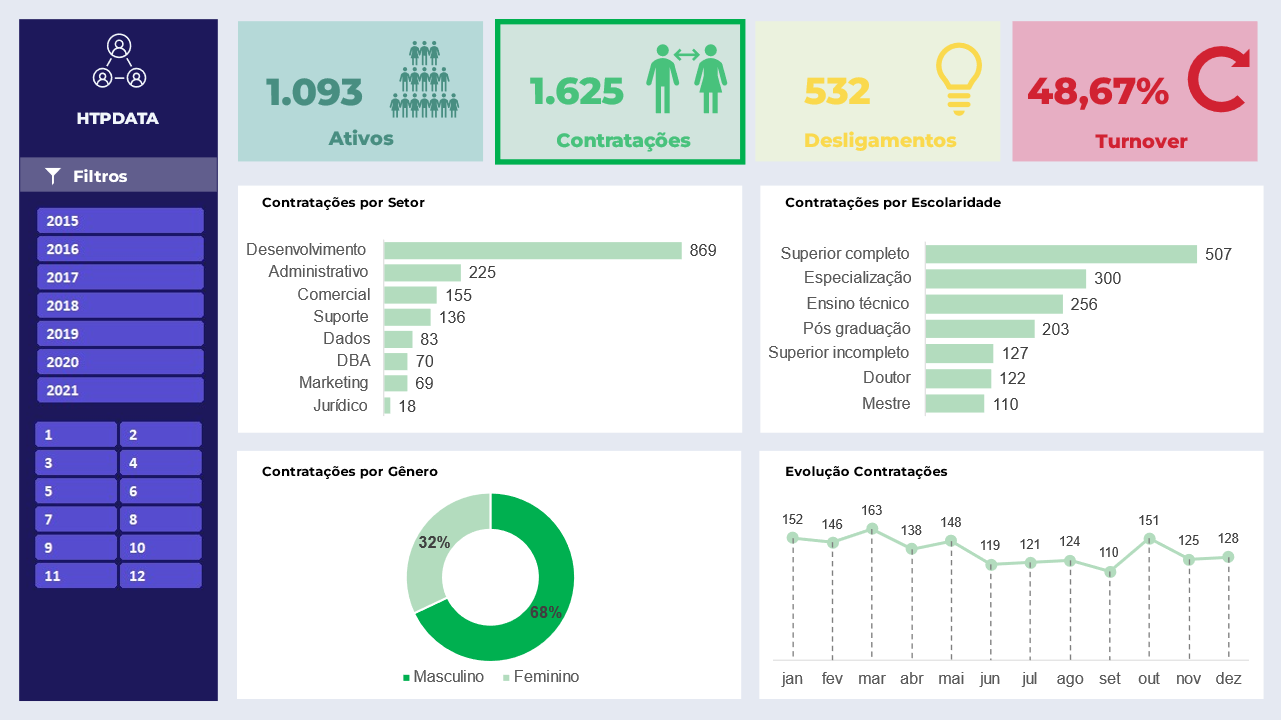 HTPDATA
Filtros
2015
2016
2017
2018
2019
2020
2021
1 2
3 4
5 6
7 8
9 10
11 12
1.093
Ativos
1.625
Contratações
532
Desligamentos
48,67%
Turnover
Contratações por Setor
Desenvolvimento 869
Administrativo 225
Comercial 155
Suporte 136
Dados 83
DBA 70
Marketing 69
Jurídico 18
Contratações por Escolaridade
Superior completo 507
Especialização 300
Ensino técnico 256
Pós graduação 203
Superior incompleto 127
Doutor 122
Mestre 110
Contratações por Gênero
32%
68%
Masculino Feminino
Evolução Contratações
152 146 163 138 148 119 121 124 110 151 125 128
jan fev mar abr mai jun jul ago set out nov dez